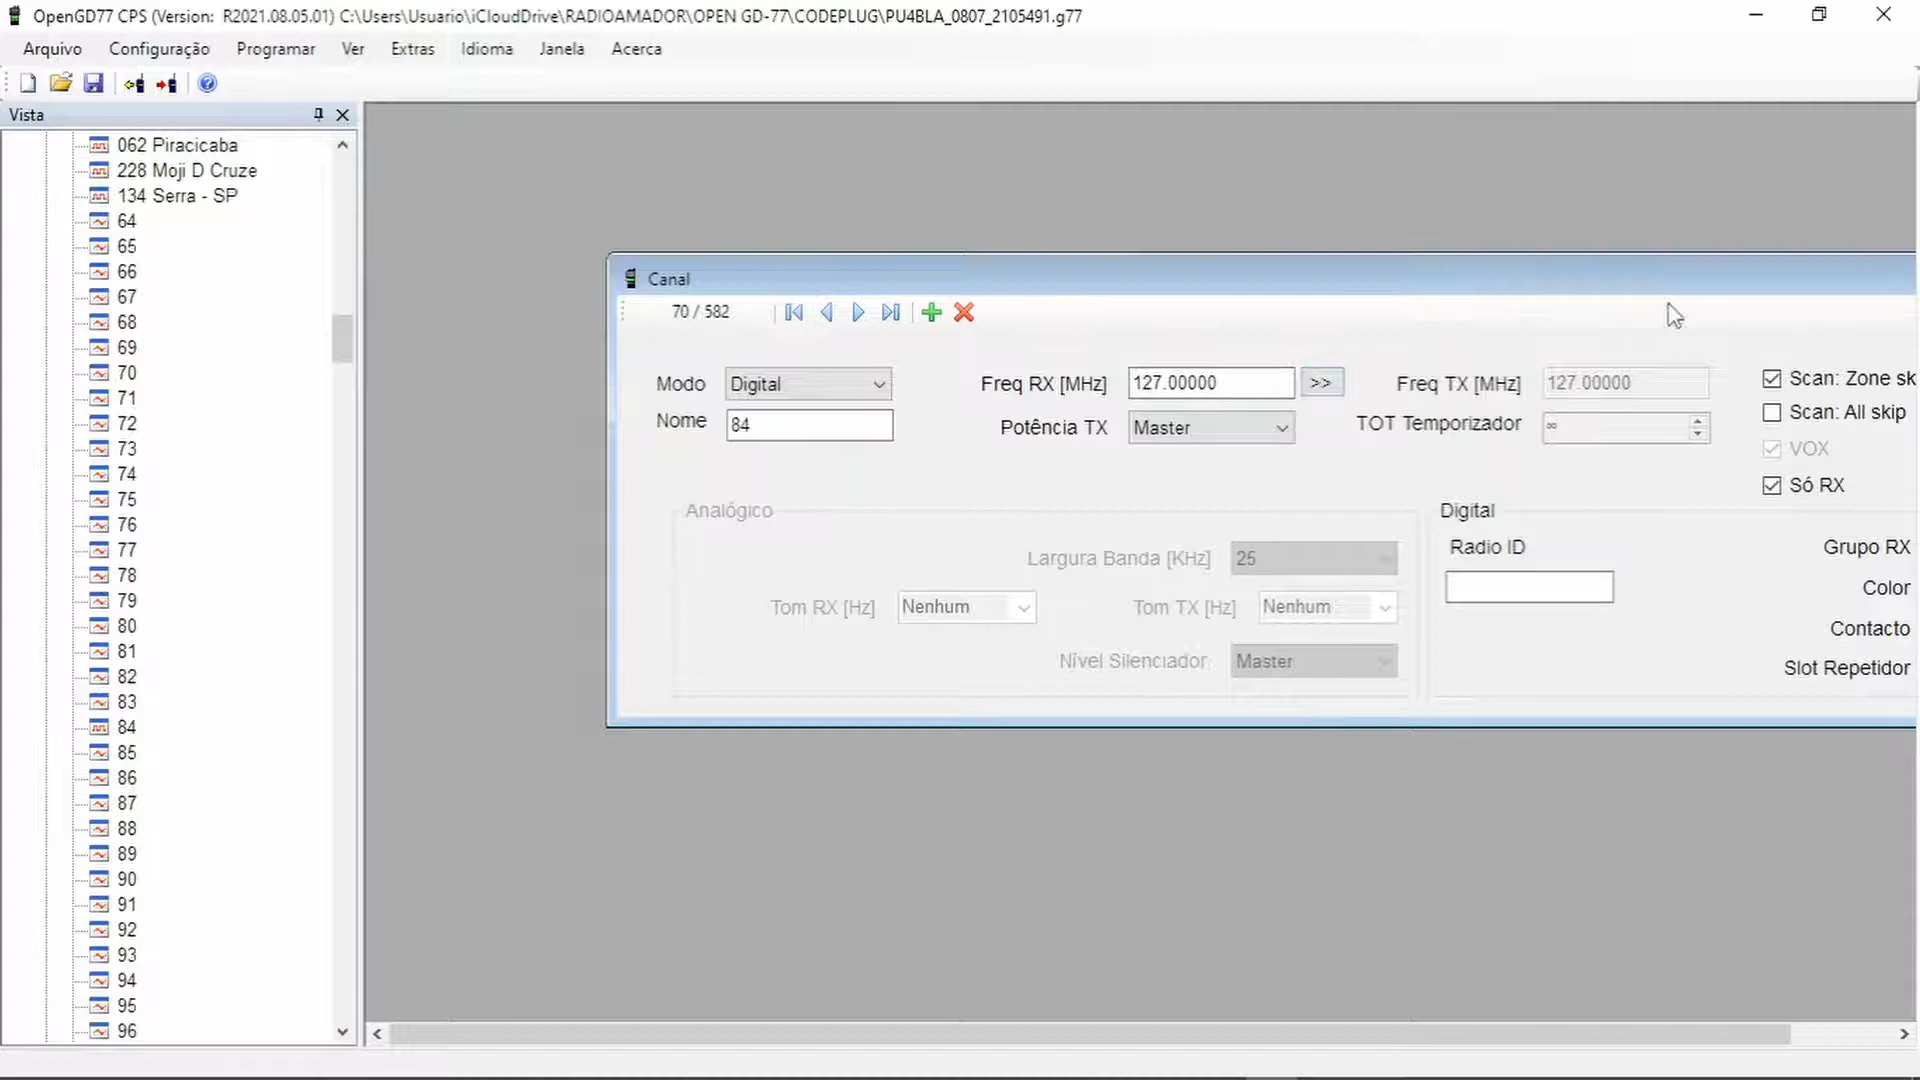 OpenGD77 CPS (Version: R2021.08.05.01) C:\Users\Usuario\iCloudDrive\RADIOAMADOR\OPEN GD-77\CODEPLUG\PU4BLA_0807_2105491.g77
Arquivo Configuração Programar Ver Extras Idioma Janela Acerca
Vista
062 Piracicaba
228 Moji D Cruze
134 Serra - SP
64
65
66
67
68
69
70
71
72
73
74
75
76
77
78
79
80
81
82
83
84
85
86
87
88
89
90
91
92
93
94
95
96
Canal
70 / 582
Modo Digital Freq RX [MHz] 127.00000 >> Freq TX [MHz] 127.00000 Scan: Zone sk
Nome 84 Potência TX Master TOT Temporizador ∞ Scan: All skip
VOX
Só RX
Analógico
Largura Banda [KHz] 25
Tom RX [Hz] Nenhum Tom TX [Hz] Nenhum
Nível Silenciador Master
Digital
Radio ID Grupo RX
Color
Contacto
Slot Repetidor